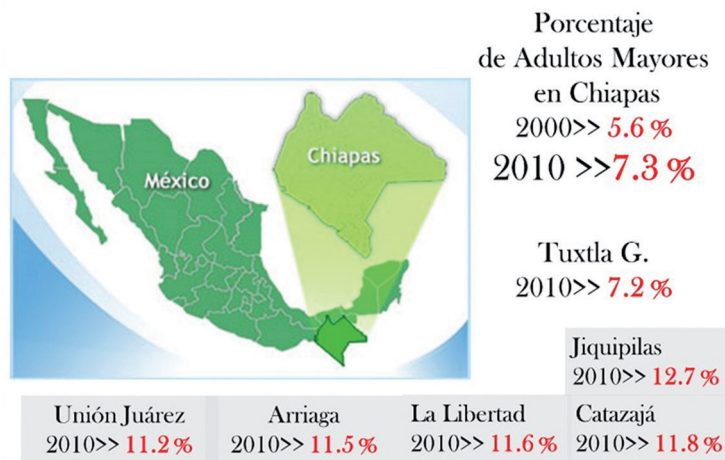 Porcentaje
de Adultos Mayores
en Chiapas
2000>> 5.6 %
2010 >>7.3 %
Chiapas
México
Tuxtla G.
2010>> 7.2 %
Jiquipilas
2010>> 12.7 %
Unión Juárez
2010>> 11.2 %
Arriaga
2010>> 11.5 %
La Libertad
2010>> 11.6 %
Catazajá
2010>> 11.8 %